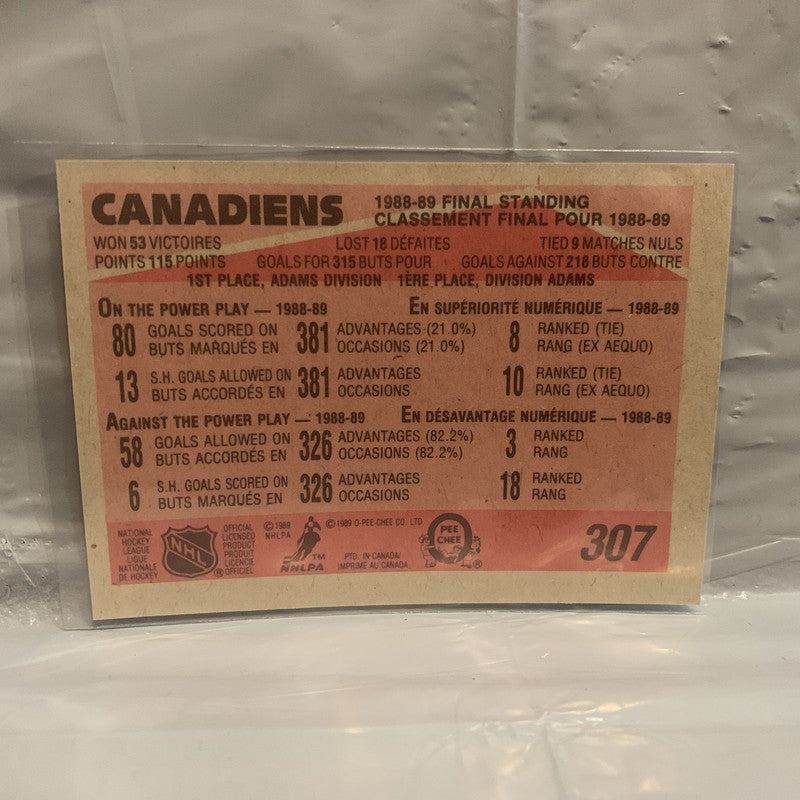 CANADIENS
1988-89 FINAL STANDING
CLASSEMENT FINAL POUR 1988-89
WON 53 VICTOIRES LOST 18 DÉFAITES TIED 9 MATCHES NULS
POINTS 115 POINTS GOALS FOR 315 BUTS POUR GOALS AGAINST 218 BUTS CONTRE
1ST PLACE, ADAMS DIVISION 1ÈRE PLACE, DIVISION ADAMS
ON THE POWER PLAY — 1988-89 EN SUPÉRIORITÉ NUMÉRIQUE — 1988-89
80 GOALS SCORED ON 381 ADVANTAGES (21.0%) 8 RANKED (TIE)
BUTS MARQUÉS EN OCCASIONS (21.0%) RANG (EX AEQUO)
13 S.H. GOALS ALLOWED ON 381 ADVANTAGES 10 RANKED (TIE)
BUTS ACCORDÉS EN OCCASIONS RANG (EX AEQUO)
AGAINST THE POWER PLAY — 1988-89 EN DÉSAVANTAGE NUMÉRIQUE — 1988-89
58 GOALS ALLOWED ON 326 ADVANTAGES (82.2%) 3 RANKED
BUTS ACCORDÉS EN OCCASIONS (82.2%) RANG
6 S.H. GOALS SCORED ON 326 ADVANTAGES 18 RANKED
BUTS MARQUÉS EN OCCASIONS RANG
NATIONAL
HOCKEY
LEAGUE
LIGUE
NATIONALE
DE HOCKEY
NHL
OFFICIAL
LICENSED
PRODUCT
PRODUIT
LICENCIÉ
OFFICIEL
®
© 1989
NHLPA
TM
NHLPA
© 1989 O-PEE-CHEE CO. LTD
PTD. IN CANADA/
IMPRIMÉ AU CANADA
PEE
CHEE
®
307